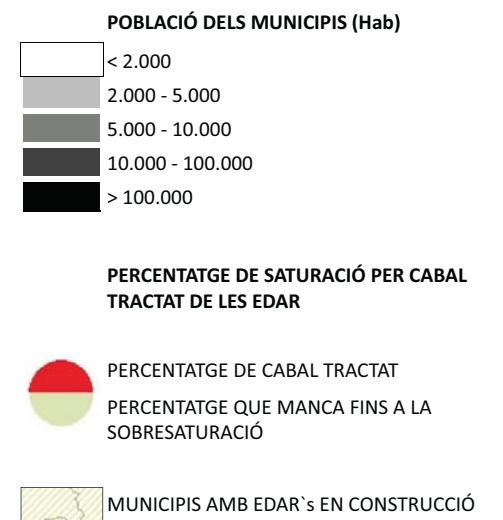 POBLACIÓ DELS MUNICIPIS (Hab)
< 2.000
2.000 - 5.000
5.000 - 10.000
10.000 - 100.000
> 100.000
PERCENTATGE DE SATURACIÓ PER CABAL
TRACTAT DE LES EDAR
PERCENTATGE DE CABAL TRACTAT
PERCENTATGE QUE MANCA FINS A LA
SOBRESATURACIÓ
MUNICIPIS AMB EDAR`s EN CONSTRUCCIÓ